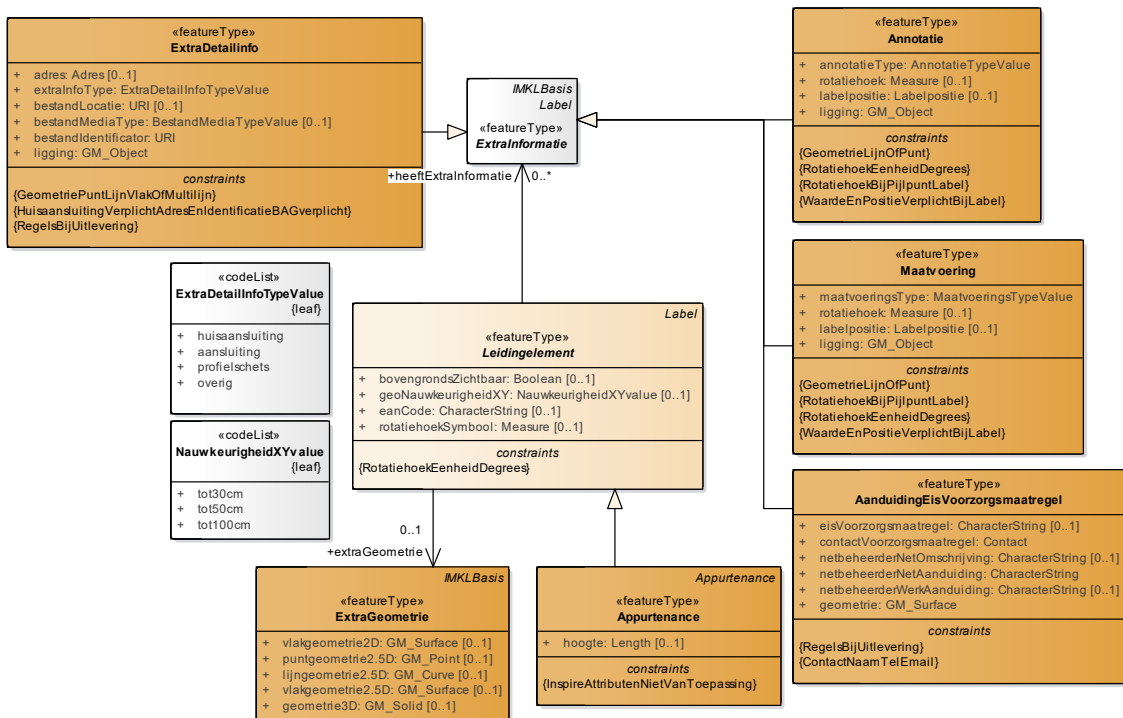 «featureType»
ExtraDetailinfo
+ adres: Adres [0..1]
+ extraInfoType: ExtraDetailInfoTypeValue
+ bestandLocatie: URI [0..1]
+ bestandMediaType: BestandMediaTypeValue [0..1]
+ bestandIdentificator: URI
+ ligging: GM_Object
constraints
{GeometriePuntLijnVlakOfMultilijn}
{HuisaansluitingVerplichtAdresEnIdentificatieBAGverplicht}
{RegelsBijUitlevering}
IMKLBasis
Label
«featureType»
ExtraInformatie
+heeftExtraInformatie
0..*
«featureType»
Annotatie
+ annotatieType: AnnotatieTypeValue
+ rotatiehoek: Measure [0..1]
+ labelpositie: Labelpositie [0..1]
+ ligging: GM_Object
constraints
{GeometrieLijnOfPunt}
{RotatiehoekEenheidDegrees}
{RotatiehoekBijPijlpuntLabel}
{WaardeEnPositieVerplichtBijLabel}
«featureType»
Maatvoering
+ maatvoeringsType: MaatvoeringsTypeValue
+ rotatiehoek: Measure [0..1]
+ labelpositie: Labelpositie [0..1]
+ ligging: GM_Object
constraints
{GeometrieLijnOfPunt}
{RotatiehoekBijPijlpuntLabel}
{RotatiehoekEenheidDegrees}
{WaardeEnPositieVerplichtBijLabel}
«codeList»
ExtraDetailInfoTypeValue
{leaf}
+ huisaansluiting
+ aansluiting
+ profielschets
+ overig
«codeList»
NauwkeurigheidXYvalue
{leaf}
+ tot30cm
+ tot50cm
+ tot100cm
Label
«featureType»
Leidingelement
+ bovengrondsZichtbaar: Boolean [0..1]
+ geoNauwkeurigheidXY: NauwkeurigheidXYvalue [0..1]
+ eanCode: CharacterString [0..1]
+ rotatiehoekSymbool: Measure [0..1]
constraints
{RotatiehoekEenheidDegrees}
0..1
+extraGeometrie
«featureType»
AanduidingEisVoorzorgsmaatregel
+ eisVoorzorgsmaatregel: CharacterString [0..1]
+ contactVoorzorgsmaatregel: Contact
+ netbeheerderNetOmschrijving: CharacterString [0..1]
+ netbeheerderNetAanduiding: CharacterString
+ netbeheerderWerkAanduiding: CharacterString [0..1]
+ geometrie: GM_Surface
constraints
{RegelsBijUitlevering}
{ContactNaamTelEmail}
IMKLBasis
«featureType»
ExtraGeometrie
+ vlakgeometrie2D: GM_Surface [0..1]
+ puntgeometrie2.5D: GM_Point [0..1]
+ lijngeometrie2.5D: GM_Curve [0..1]
+ vlakgeometrie2.5D: GM_Surface [0..1]
+ geometrie3D: GM_Solid [0..1]
Appurtenance
«featureType»
Appurtenance
+ hoogte: Length [0..1]
constraints
{InspireAttributenNietVanToepassing}